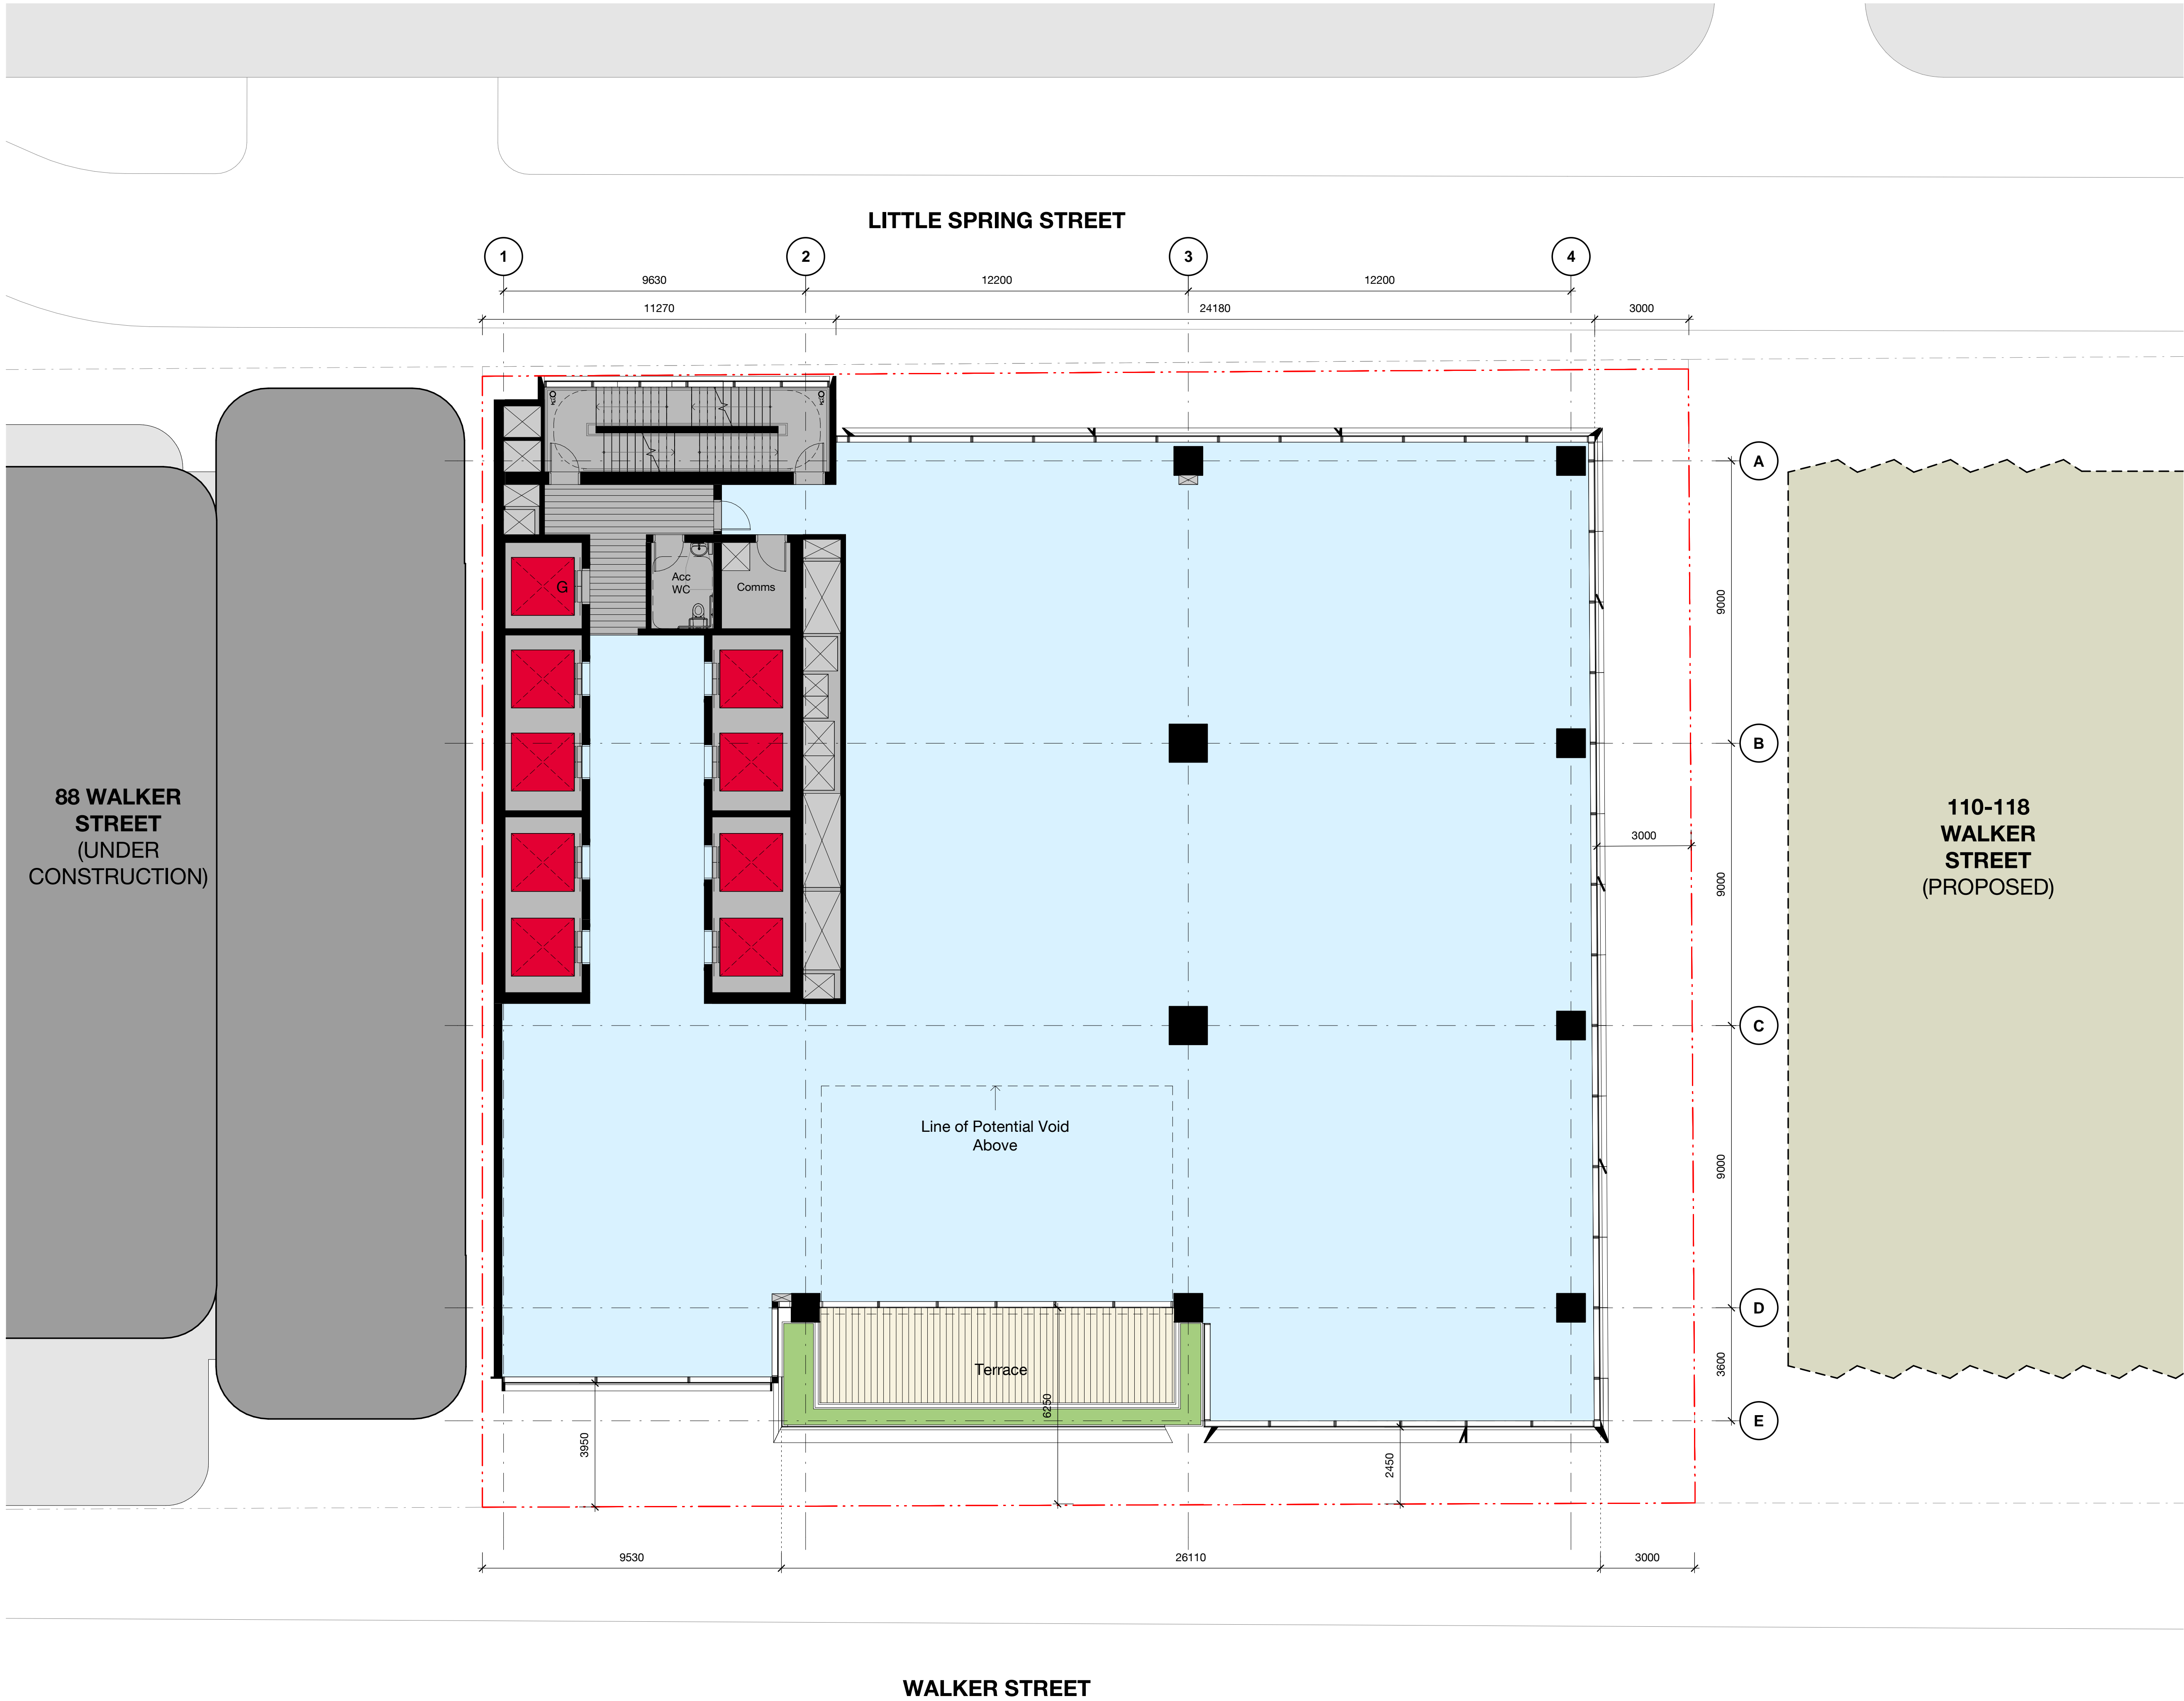 LITTLE SPRING STREET
1
2
3
4
9630
12200
12200
11270
24180
3000
A
9000
G
Acc
WC
Comms
B
88 WALKER
STREET
(UNDER
CONSTRUCTION)
3000
110-118
WALKER
STREET
(PROPOSED)
9000
C
Line of Potential Void
Above
9000
D
Terrace
3600
6250
E
3950
2450
9530
26110
3000
WALKER STREET